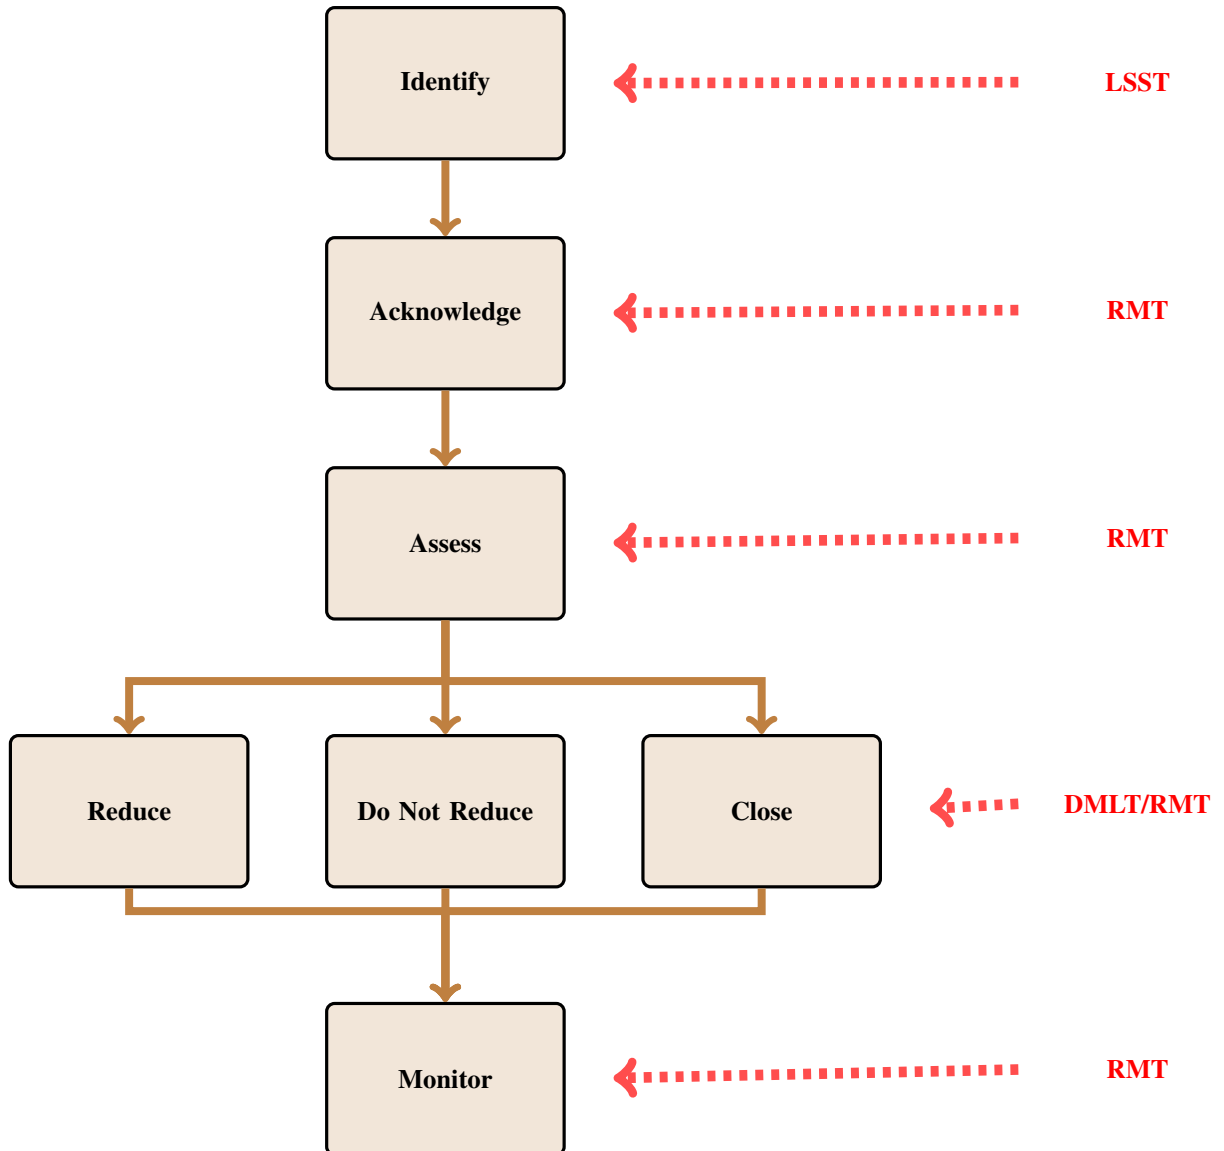 Identify
LSST
Acknowledge
RMT
Assess
RMT
Reduce
Do Not Reduce
Close
DMLT/RMT
Monitor
RMT